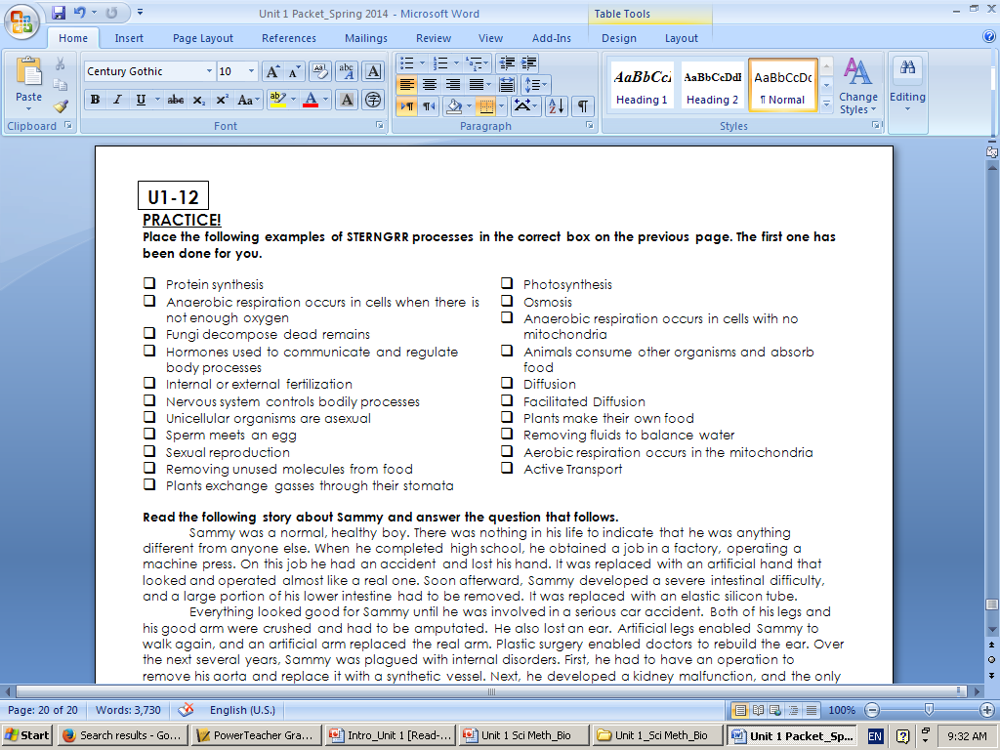 Unit 1 Packet_Spring 2014 - Microsoft Word
Table Tools
Home Insert Page Layout References Mailings Review View Add-Ins Design Layout
Paste
Clipboard
Century Gothic 10
Font
Paragraph
AaBbCcI AaBbCcDdE AaBbCcDc
Heading 1 Heading 2 ¶ Normal
Change
Styles
Styles
Editing
U1-12
PRACTICE!
Place the following examples of STERNGRR processes in the correct box on the previous page. The first one has
been done for you.
Protein synthesis
Anaerobic respiration occurs in cells when there is
not enough oxygen
Fungi decompose dead remains
Hormones used to communicate and regulate
body processes
Internal or external fertilization
Nervous system controls bodily processes
Unicellular organisms are asexual
Sperm meets an egg
Sexual reproduction
Removing unused molecules from food
Plants exchange gasses through their stomata
Photosynthesis
Osmosis
Anaerobic respiration occurs in cells with no
mitochondria
Animals consume other organisms and absorb
food
Diffusion
Facilitated Diffusion
Plants make their own food
Removing fluids to balance water
Aerobic respiration occurs in the mitochondria
Active Transport
Read the following story about Sammy and answer the question that follows.
Sammy was a normal, healthy boy. There was nothing in his life to indicate that he was anything
different from anyone else. When he completed high school, he obtained a job in a factory, operating a
machine press. On this job he had an accident and lost his hand. It was replaced with an artificial hand that
looked and operated almost like a real one. Soon afterward, Sammy developed a severe intestinal difficulty,
and a large portion of his lower intestine had to be removed. It was replaced with an elastic silicon tube.
Everything looked good for Sammy until he was involved in a serious car accident. Both of his legs and
his good arm were crushed and had to be amputated. He also lost an ear. Artificial legs enabled Sammy to
walk again, and an artificial arm replaced the real arm. Plastic surgery enabled doctors to rebuild the ear. Over
the next several years, Sammy was plagued with internal disorders. First, he had to have an operation to
remove his aorta and replace it with a synthetic vessel. Next, he developed a kidney malfunction, and the only
Page: 20 of 20 Words: 3,730 English (U.S.) 100%
Start Search results - Go... PowerTeacher Gra... Intro_Unit 1 [Read-... Unit 1 Sci Meth_Bio Unit 1_Sci Meth_Bio Unit 1 Packet_Sp... EN 9:32 AM